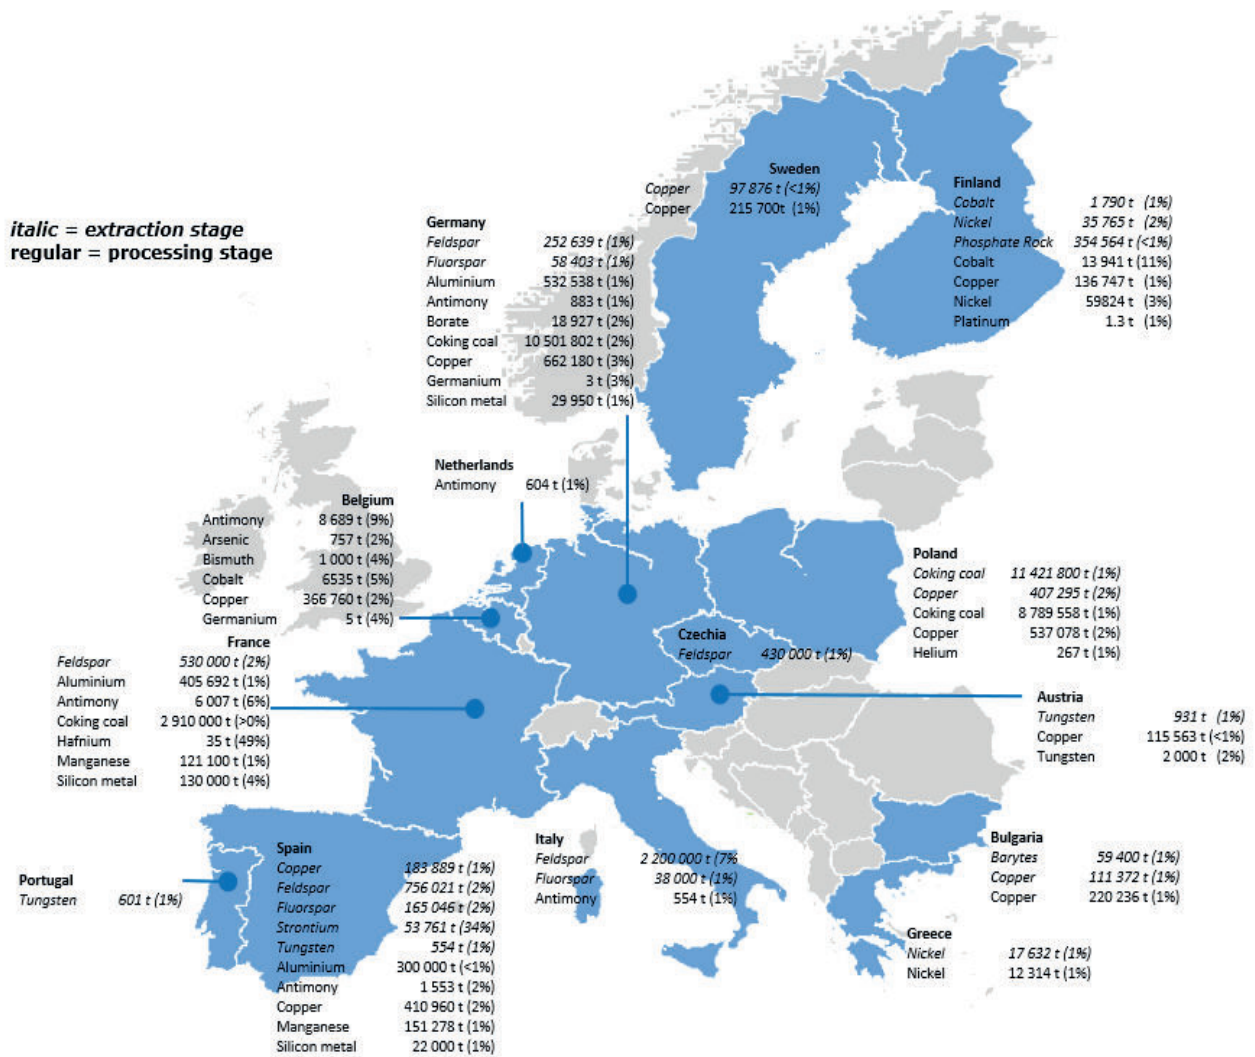 italic = extraction stage
regular = processing stage
Sweden
Copper 97 876 t (<1%)
Copper 215 700t (1%)
Finland
Cobalt 1 790 t (1%)
Nickel 35 765 t (2%)
Phosphate Rock 354 564 t (<1%)
Cobalt 13 941 t (11%)
Copper 136 747 t (1%)
Nickel 59824 t (3%)
Platinum 1.3 t (1%)
Germany
Feldspar 252 639 t (1%)
Fluorspar 58 403 t (1%)
Aluminium 532 538 t (1%)
Antimony 883 t (1%)
Borate 18 927 t (2%)
Coking coal 10 501 802 t (2%)
Copper 662 180 t (3%)
Germanium 3 t (3%)
Silicon metal 29 950 t (1%)
Netherlands
Antimony 604 t (1%)
Belgium
Antimony 8 689 t (9%)
Arsenic 757 t (2%)
Bismuth 1 000 t (4%)
Cobalt 6535 t (5%)
Copper 366 760 t (2%)
Germanium 5 t (4%)
France
Feldspar 530 000 t (2%)
Aluminium 405 692 t (1%)
Antimony 6 007 t (6%)
Coking coal 2 910 000 t (>0%)
Hafnium 35 t (49%)
Manganese 121 100 t (1%)
Silicon metal 130 000 t (4%)
Poland
Coking coal 11 421 800 t (1%)
Copper 407 295 t (2%)
Coking coal 8 789 558 t (1%)
Copper 537 078 t (2%)
Helium 267 t (1%)
Czechia
Feldspar 430 000 t (1%)
Austria
Tungsten 931 t (1%)
Copper 115 563 t (<1%)
Tungsten 2 000 t (2%)
Portugal
Tungsten 601 t (1%)
Spain
Copper 183 889 t (1%)
Feldspar 756 021 t (2%)
Fluorspar 165 046 t (2%)
Strontium 53 761 t (34%)
Tungsten 554 t (1%)
Aluminium 300 000 t (<1%)
Antimony 1 553 t (2%)
Copper 410 960 t (2%)
Manganese 151 278 t (1%)
Silicon metal 22 000 t (1%)
Italy
Feldspar 2 200 000 t (7%
Fluorspar 38 000 t (1%)
Antimony 554 t (1%)
Bulgaria
Barytes 59 400 t (1%)
Copper 111 372 t (1%)
Copper 220 236 t (1%)
Greece
Nickel 17 632 t (1%)
Nickel 12 314 t (1%)